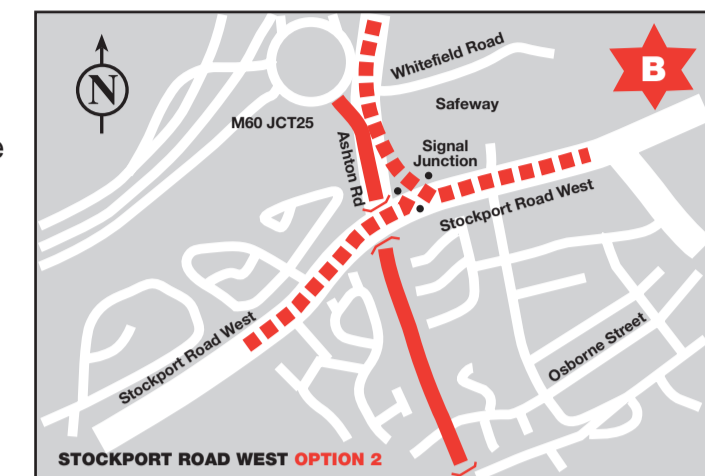 e
N
Whitefield Road
B
Safeway
M60 JCT25
Ashton Rd
Signal
Junction
Stockport Road West
Stockport Road West
Osborne Street
STOCKPORT ROAD WEST OPTION 2